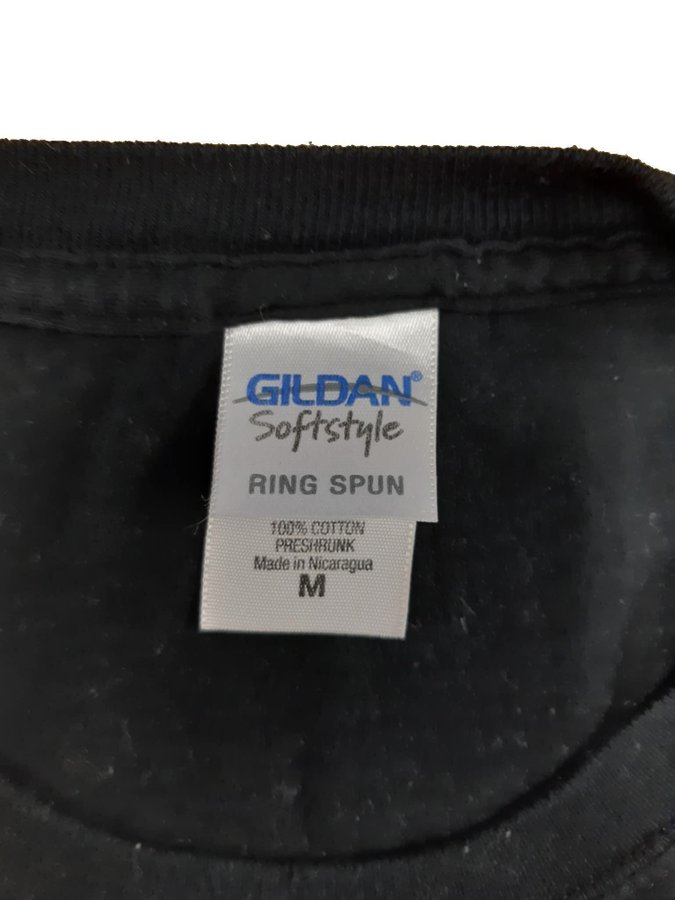 GILDAN®
Softstyle
RING SPUN
100% COTTON
PRESHRUNK
Made in Nicaragua
M